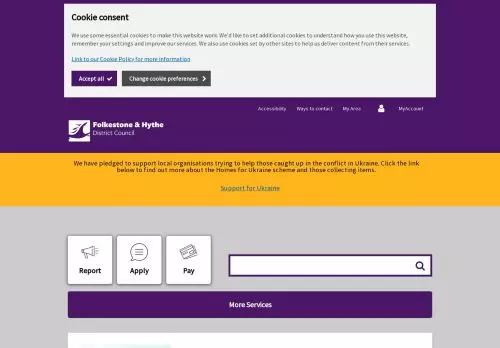 Cookie consent
We use some essential cookies to make this website work. We'd like to set additional cookies to understand how you use this website,
remember your settings and improve our services. We also use cookies set by other sites to help us deliver content from their services.
Link to our Cookie Policy for more information
Accept all
Change cookie preferences
Accessibility
Ways to contact
My Area
MyAccount
Folkestone & Hythe
District Council
We have pledged to support local organisations trying to help those caught up in the conflict in Ukraine. Click the link
below to find out more about the Homes for Ukraine scheme and those collecting items.
Support for Ukraine
Report
Apply
Pay
More Services